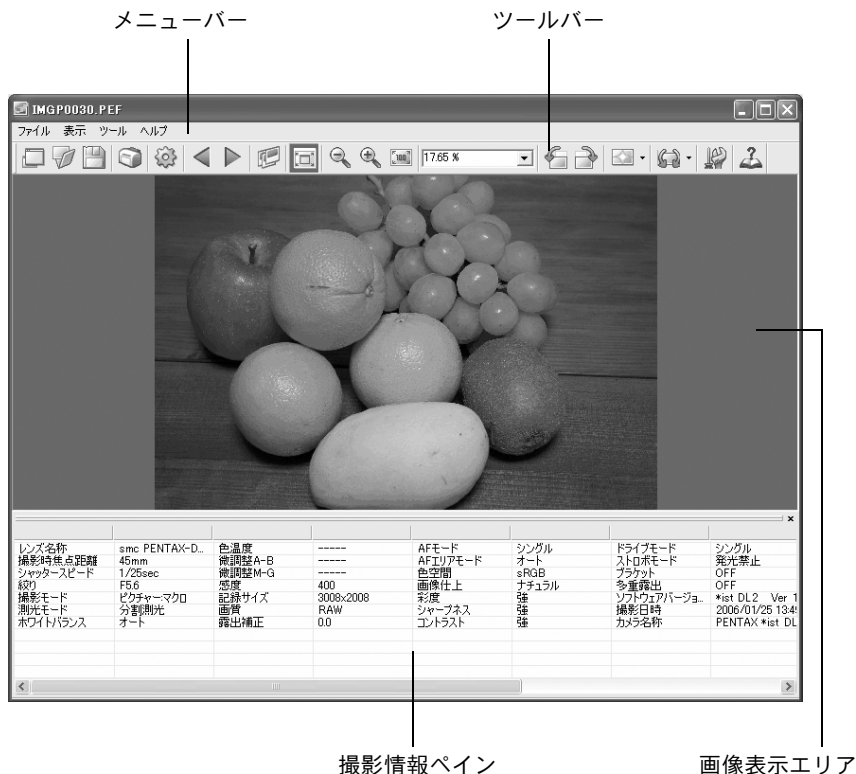 メニューバー ツールバー
IMGP0030.PEF
ファイル 表示 ツール ヘルプ
100 17.65 %
レンズ名称 smc PENTAX-D... 色温度 ----- AFモード シングル ドライブモード シングル
撮影時焦点距離 45mm 微調整A-B ----- AFエリアモード オート ストロボモード 発光禁止
シャッタースピード 1/25sec 微調整M-G ----- 色空間 sRGB ブラケット OFF
絞り F5.6 感度 400 画像仕上 ナチュラル 多重露出 OFF
撮影モード ピクチャー:マクロ 記録サイズ 3008x2008 彩度 強 ソフトウェアバージョ... *ist DL2 Ver 1
測光モード 分割測光 画質 RAW シャープネス 強 撮影日時 2006/01/25 13:49
ホワイトバランス オート 露出補正 0.0 コントラスト 強 カメラ名称 PENTAX *ist DL
撮影情報ペイン 画像表示エリア